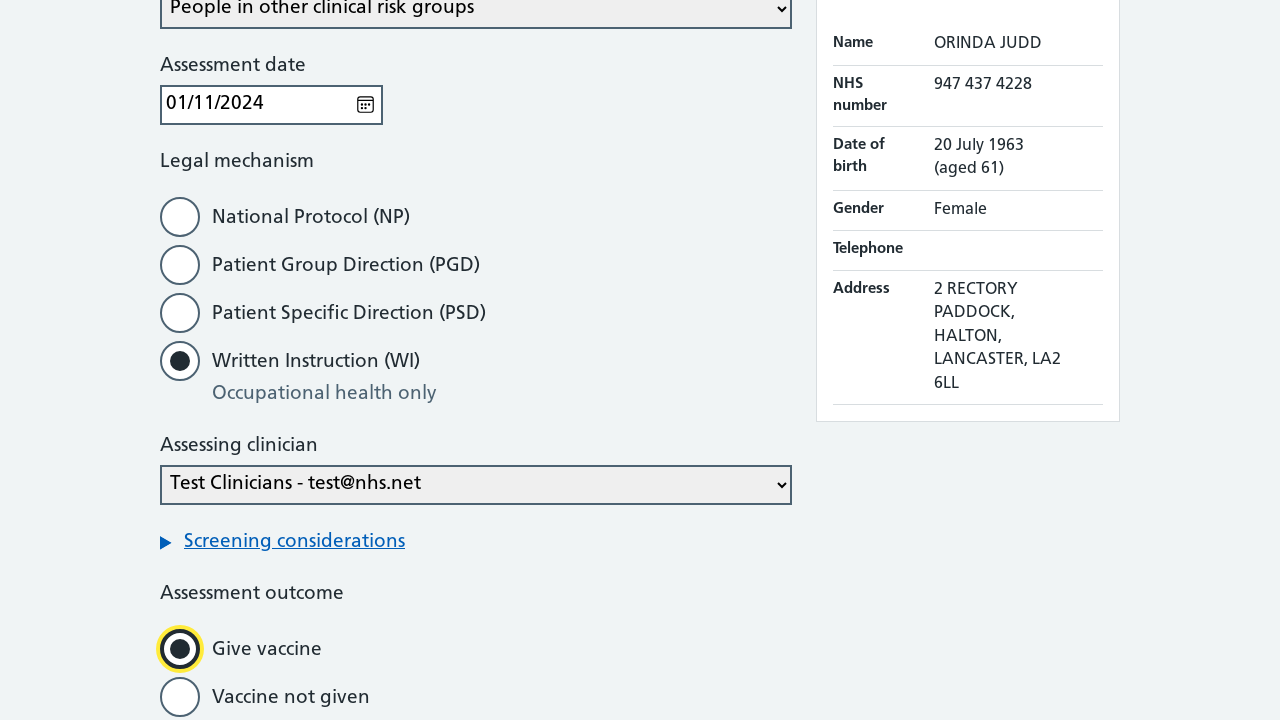 People in other clinical risk groups
Assessment date
01/11/2024
Legal mechanism
National Protocol (NP)
Patient Group Direction (PGD)
Patient Specific Direction (PSD)
Written Instruction (WI)
Occupational health only
Assessing clinician
Test Clinicians - test@nhs.net
Screening considerations
Assessment outcome
Give vaccine
Vaccine not given
Name
ORINDA JUDD
NHS
number
947 437 4228
Date of
birth
20 July 1963
(aged 61)
Gender
Female
Telephone
Address
2 RECTORY
PADDOCK,
HALTON,
LANCASTER, LA2
6LL